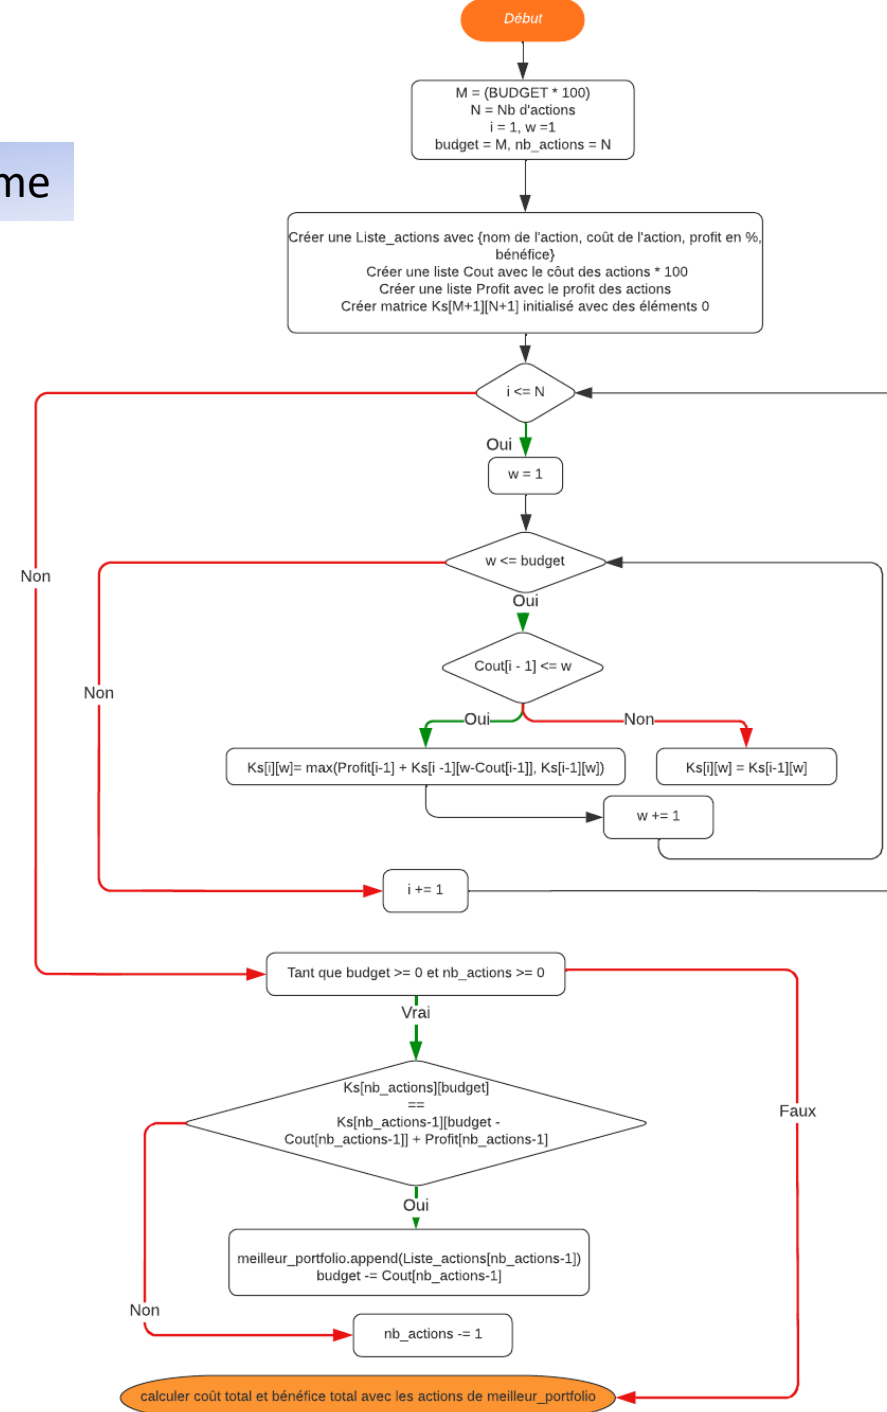 Début
M = (BUDGET * 100)
N = Nb d'actions
i = 1, w =1
budget = M, nb_actions = N
me
Créer une Liste_actions avec {nom de l'action, coût de l'action, profit en %,
bénéfice}
Créer une liste Cout avec le côut des actions * 100
Créer une liste Profit avec le profit des actions
Créer matrice Ks[M+1][N+1] initialisé avec des éléments 0
i <= N
Oui
w = 1
w <= budget
Non
Oui
Cout[i - 1] <= w
Non
Oui
Non
Ks[i][w]= max(Profit[i-1] + Ks[i -1][w-Cout[i-1]], Ks[i-1][w])
Ks[i][w] = Ks[i-1][w]
w += 1
i += 1
Tant que budget >= 0 et nb_actions >= 0
Vrai
Ks[nb_actions][budget]
==
Ks[nb_actions-1][budget -
Cout[nb_actions-1]] + Profit[nb_actions-1]
Faux
Oui
meilleur_portfolio.append(Liste_actions[nb_actions-1])
budget -= Cout[nb_actions-1]
Non
nb_actions -= 1
calculer coût total et bénéfice total avec les actions de meilleur_portfolio